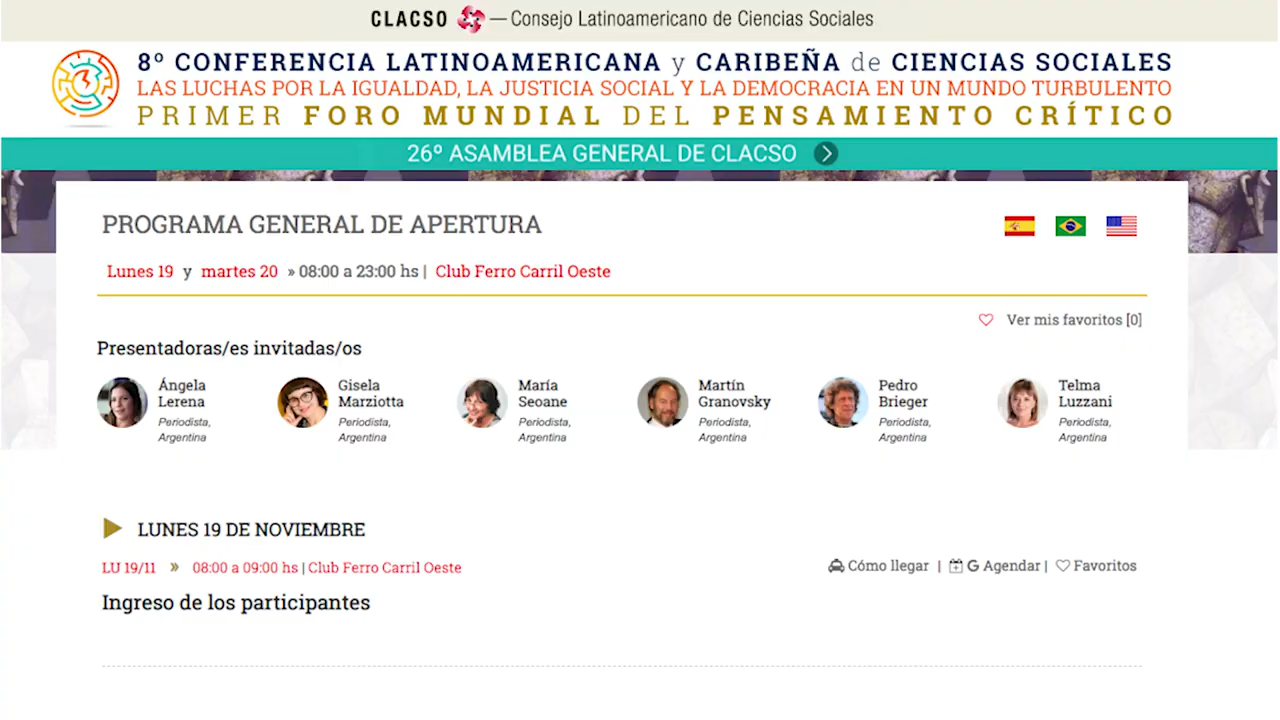 CLACSO — Consejo Latinoamericano de Ciencias Sociales
8º CONFERENCIA LATINOAMERICANA y CARIBEÑA de CIENCIAS SOCIALES
LAS LUCHAS POR LA IGUALDAD, LA JUSTICIA SOCIAL Y LA DEMOCRACIA EN UN MUNDO TURBULENTO
PRIMER FORO MUNDIAL DEL PENSAMIENTO CRÍTICO
26º ASAMBLEA GENERAL DE CLACSO
PROGRAMA GENERAL DE APERTURA
Lunes 19 y martes 20 » 08:00 a 23:00 hs | Club Ferro Carril Oeste
Ver mis favoritos [0]
Presentadoras/es invitadas/os
Ángela
Lerena
Periodista,
Argentina
Gisela
Marziotta
Periodista,
Argentina
María
Seoane
Periodista,
Argentina
Martín
Granovsky
Periodista,
Argentina
Pedro
Brieger
Periodista,
Argentina
Telma
Luzzani
Periodista,
Argentina
LUNES 19 DE NOVIEMBRE
LU 19/11 » 08:00 a 09:00 hs | Club Ferro Carril Oeste
Cómo llegar | G Agendar | Favoritos
Ingreso de los participantes